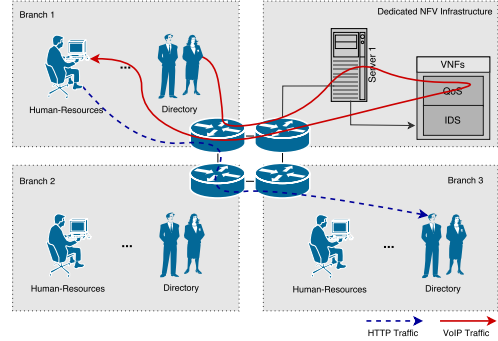 Branch 1
Dedicated NFV Infrastructure
...
Human-Resources
Directory
Server 1
VNFs
QoS
IDS
Branch 2
Branch 3
...
Human-Resources
Directory
...
Human-Resources
Directory
HTTP Traffic
VoIP Traffic